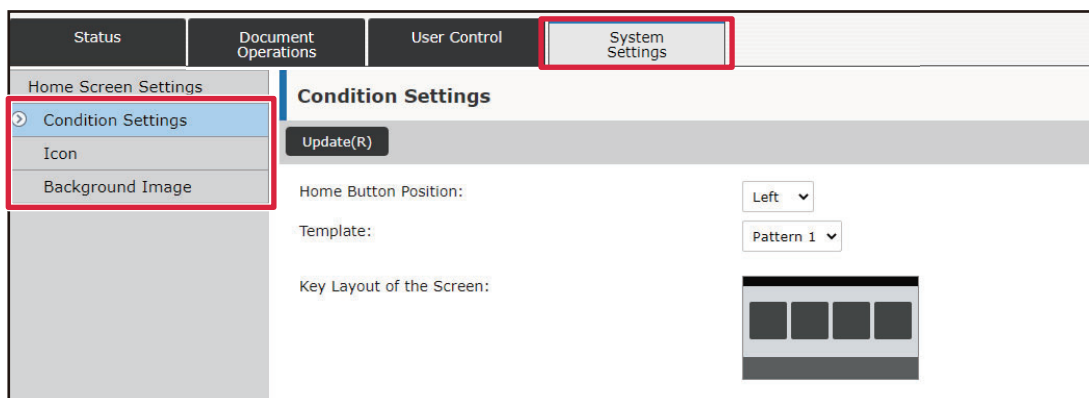 Status
Document
Operations
User Control
System
Settings
Home Screen Settings
Condition Settings
Icon
Background Image
Condition Settings
Update(R)
Home Button Position:
Left
Template:
Pattern 1
Key Layout of the Screen: